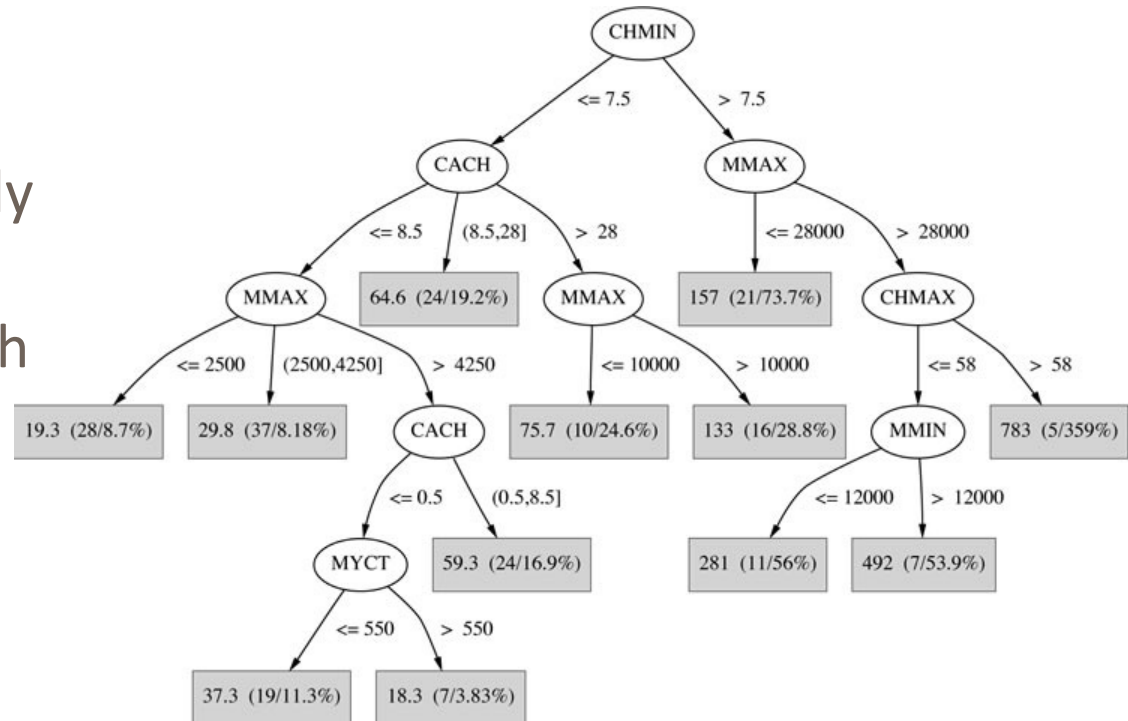 CHMIN
<= 7.5
> 7.5
CACH
MMAX
ly
<= 8.5
(8.5,28]
> 28
<= 28000
> 28000
MMAX
64.6 (24/19.2%)
MMAX
157 (21/73.7%)
CHMAX
h
<= 2500
(2500,4250]
> 4250
<= 10000
> 10000
<= 58
> 58
19.3 (28/8.7%)
29.8 (37/8.18%)
CACH
75.7 (10/24.6%)
133 (16/28.8%)
MMIN
783 (5/359%)
<= 0.5
(0.5,8.5]
<= 12000
> 12000
MYCT
59.3 (24/16.9%)
281 (11/56%)
492 (7/53.9%)
<= 550
> 550
37.3 (19/11.3%)
18.3 (7/3.83%)